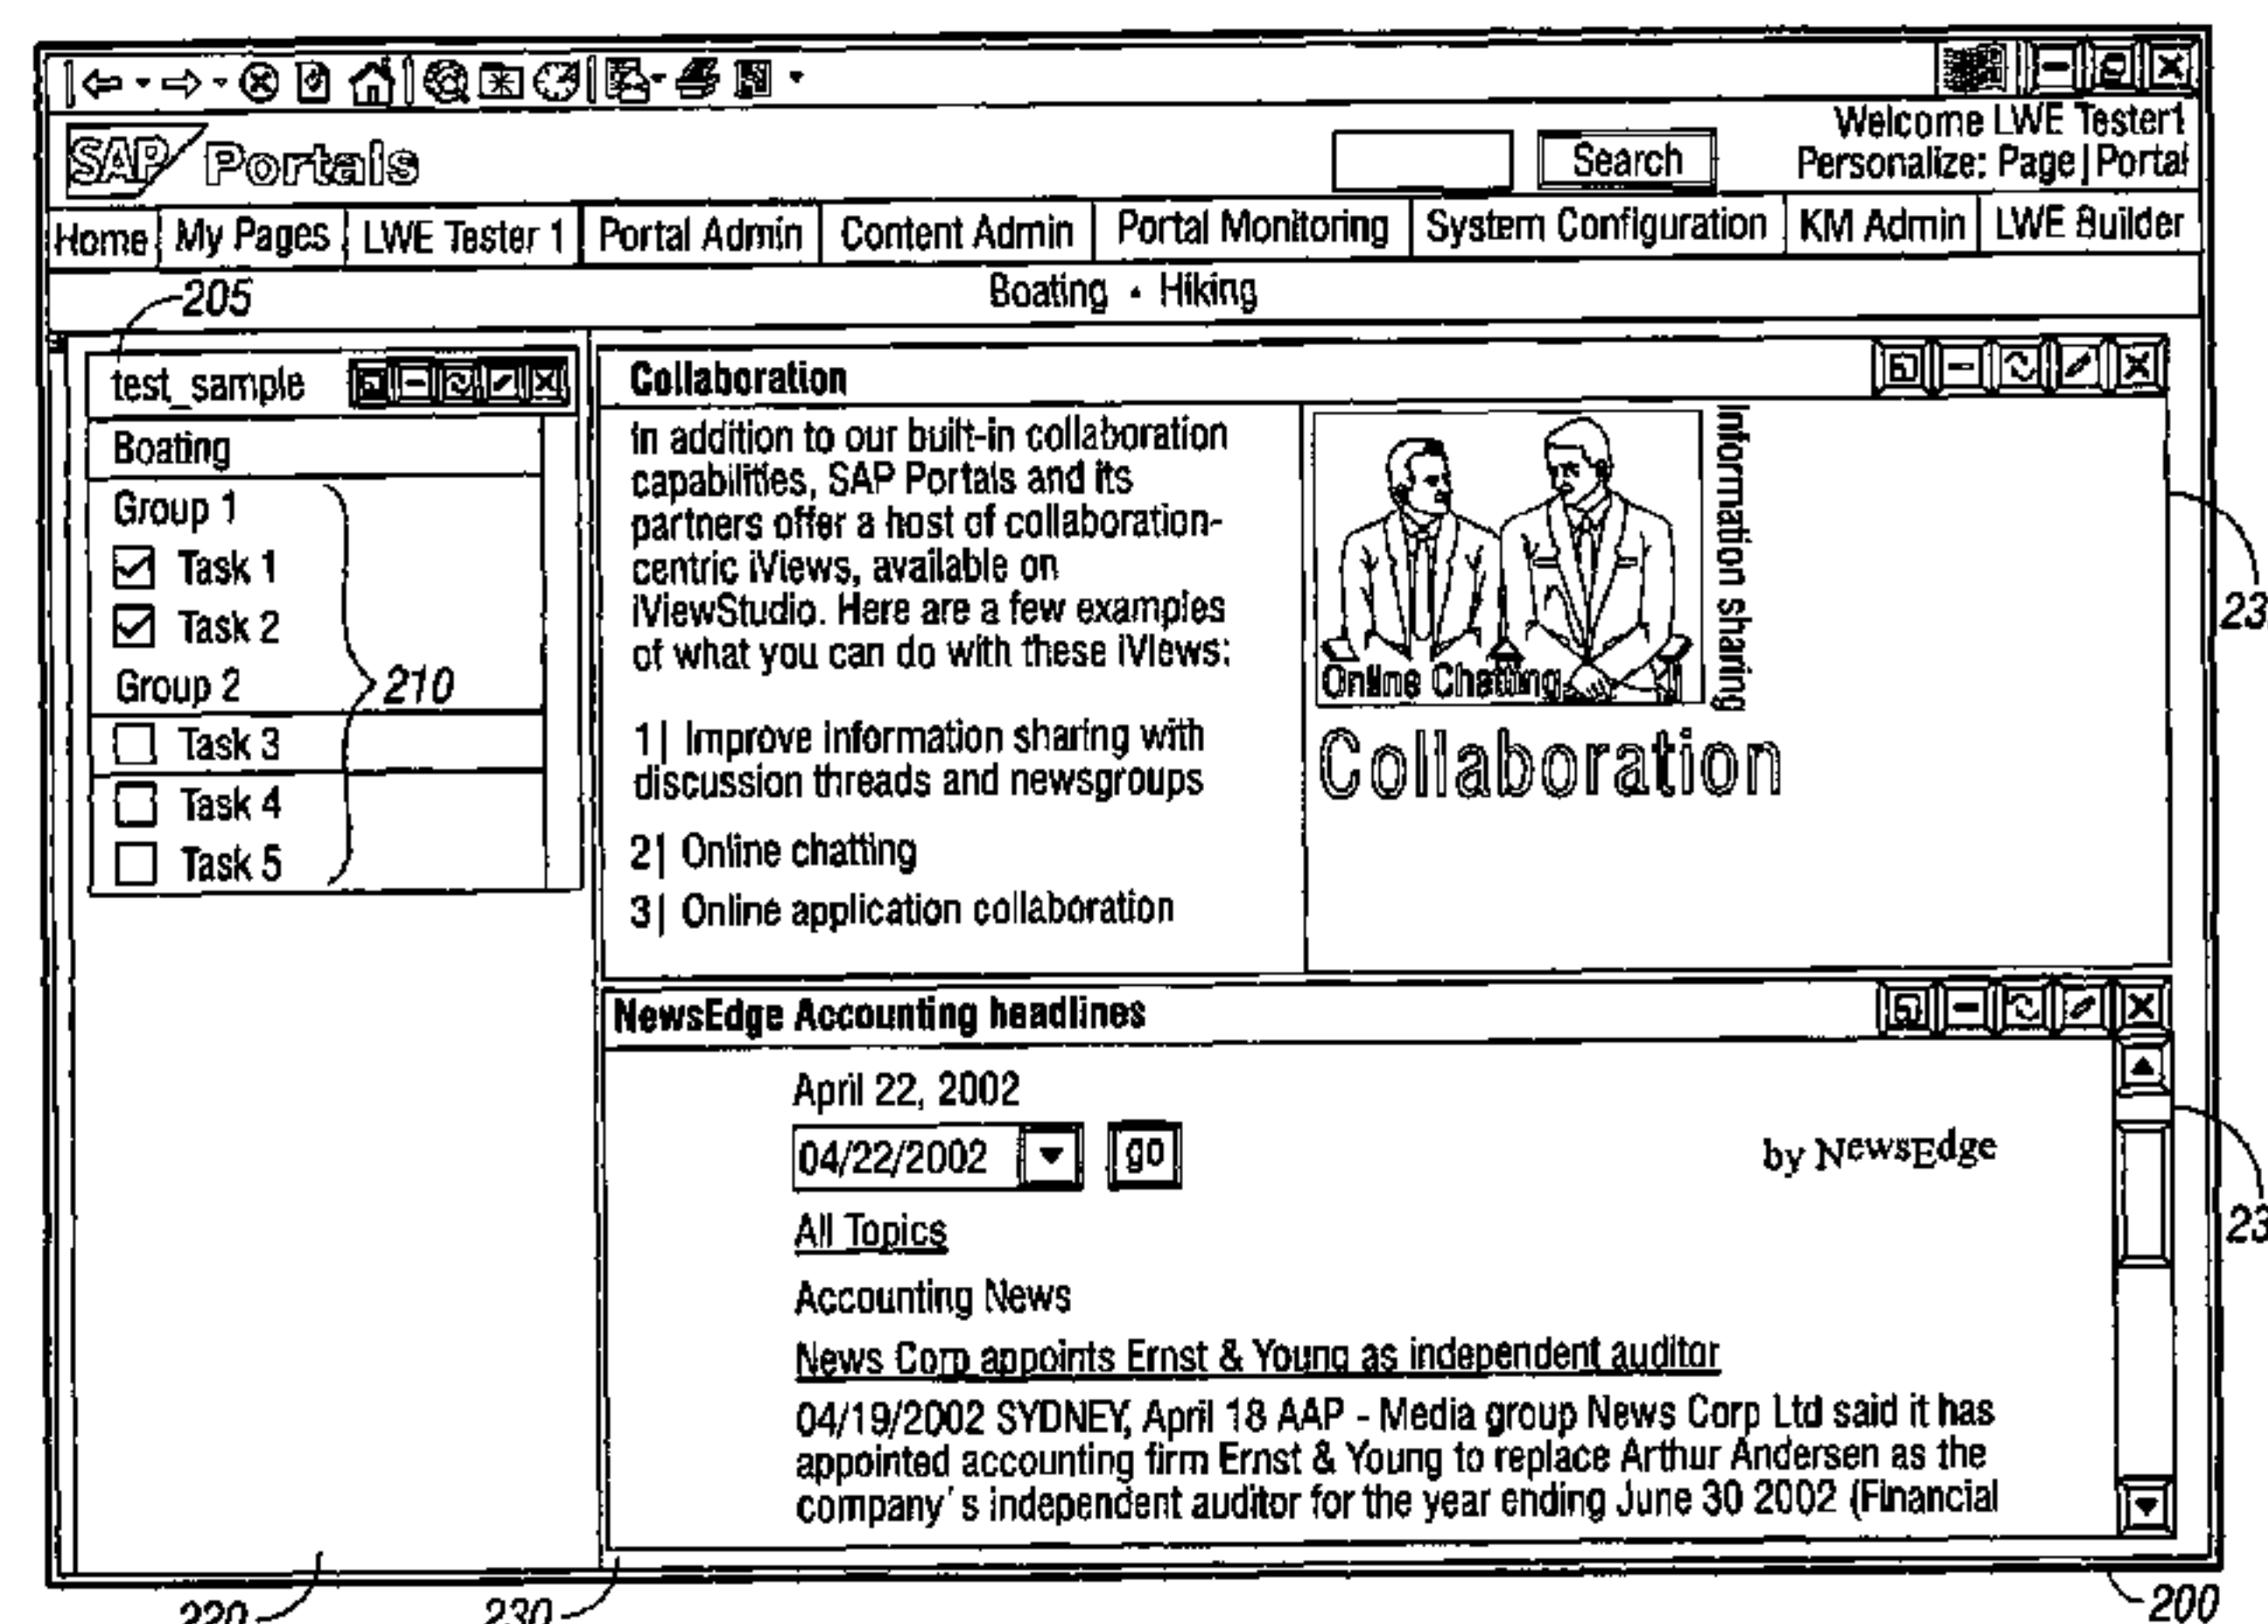 SAP Portals
Search
Welcome LWE Tester1
Personalize: Page | Portal
Home
My Pages
LWE Tester 1
Portal Admin
Content Admin
Portal Monitoring
System Configuration
KM Admin
LWE Builder
Boating • Hiking
205
test_sample
Boating
Group 1
Task 1
Task 2
Group 2
Task 3
Task 4
Task 5
210
Collaboration
In addition to our built-in collaboration
capabilities, SAP Portals and its
partners offer a host of collaboration-
centric iViews, available on
iViewStudio. Here are a few examples
of what you can do with these iViews:
1| Improve information sharing with
discussion threads and newsgroups
2| Online chatting
3| Online application collaboration
Online Chatting
Information sharing
Collaboration
NewsEdge Accounting headlines
April 22, 2002
04/22/2002
go
by NewsEdge
All Topics
Accounting News
News Corp appoints Ernst & Young as independent auditor
04/19/2002 SYDNEY, April 18 AAP - Media group News Corp Ltd said it has
appointed accounting firm Ernst & Young to replace Arthur Andersen as the
company's independent auditor for the year ending June 30 2002 (Financial
220
230
200